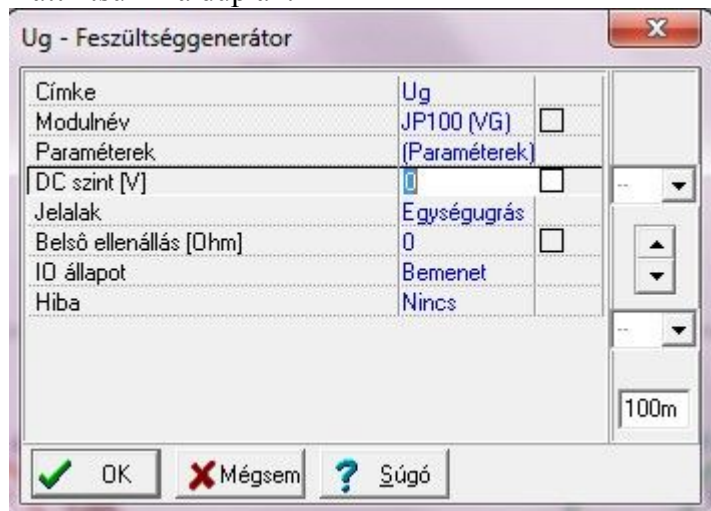 Ug - Feszültséggenerátor
Címke Ug
Modulnév JP100 (VG)
Paraméterek (Paraméterek)
DC szint [V] 0
Jelalak Egységugrás
Belsô ellenállás [Ohm] 0
IO állapot Bemenet
Hiba Nincs
--
--
100m
OK Mégsem ? Súgó